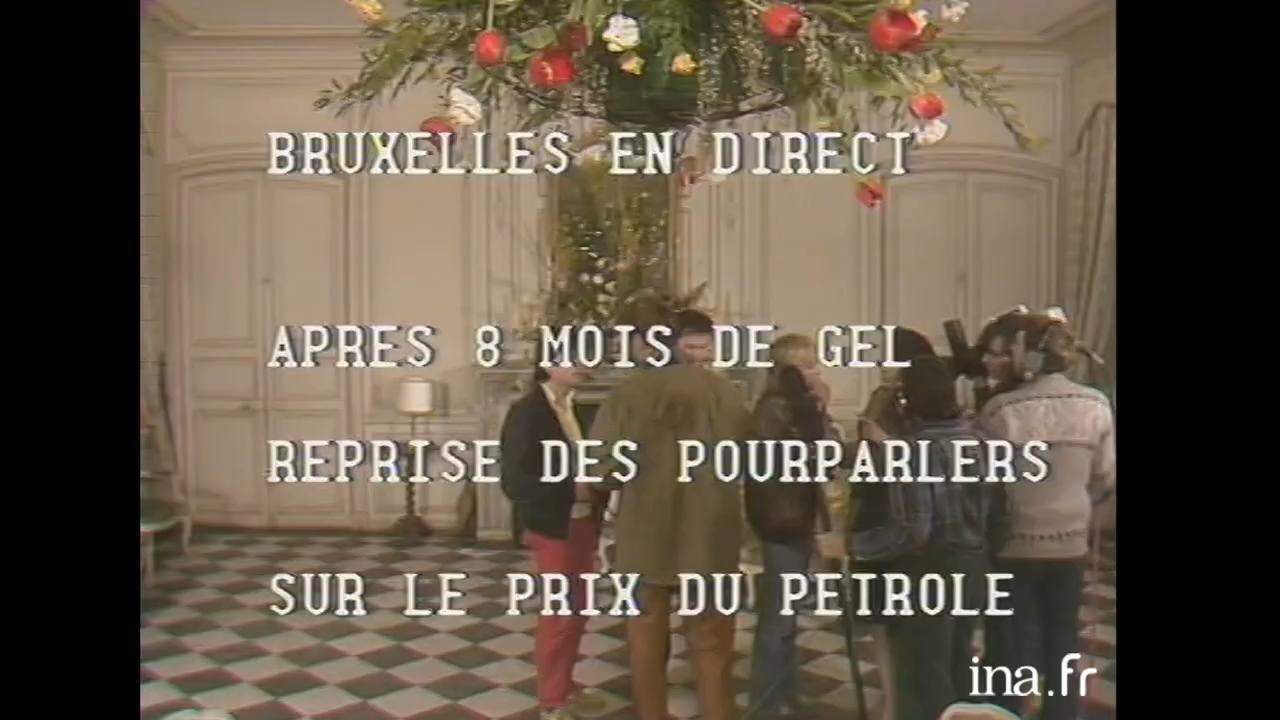 BRUXELLES EN DIRECT
APRES 8 MOIS DE GEL
REPRISE DES POURPARLERS
SUR LE PRIX DU PETROLE
ina.fr